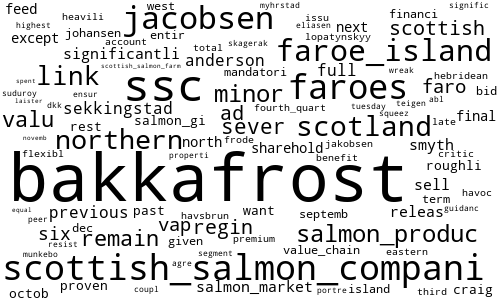 highest heavili west myhrstad signific
feed jacobsen issu next financi
except johansen entir eliasen scottish
account total skagerak lopatynskyy
significantli anderson mandatori
scottish_salmon_farm wreak faroe_island
spent link ssc full hebridean
suduroy minor faroes faro bid
laister dkk tuesday teigen abl
valu sekkingstad ad fourth_quart squeez late final
rest salmon_gi sever scotland
ensur northern north frode jakobsen smyth
flexibl properti sharehold benefit critic roughli
novemb
bakkafrost
sell havoc
term guidanc
equal peer previous past havsbrun want septemb releas
resist six dec vap regin premium salmon_produc
munkebo remain given value_chain eastern
segment
scottish_salmon_compani
agre
octob proven coupl salmon_market portre island third craig